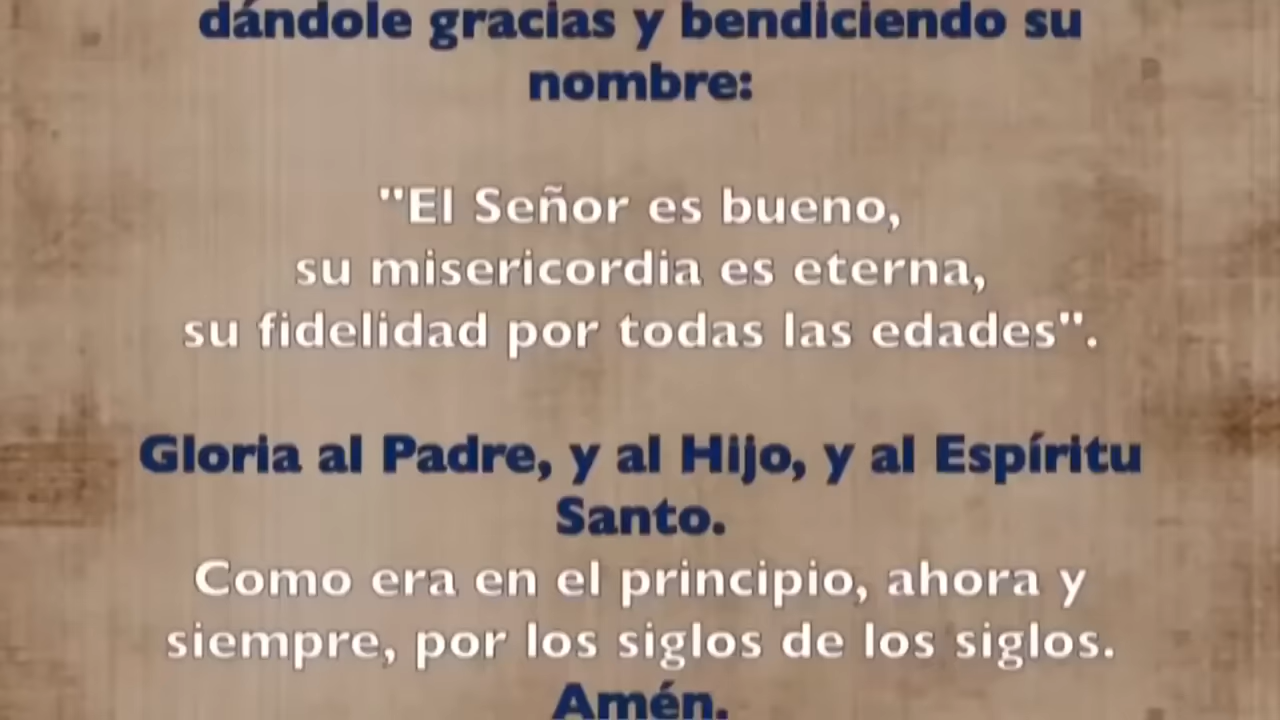 dándole gracias y bendiciendo su
nombre:
"El Señor es bueno,
su misericordia es eterna,
su fidelidad por todas las edades".
Gloria al Padre, y al Hijo, y al Espíritu
Santo.
Como era en el principio, ahora y
siempre, por los siglos de los siglos.
Amén.